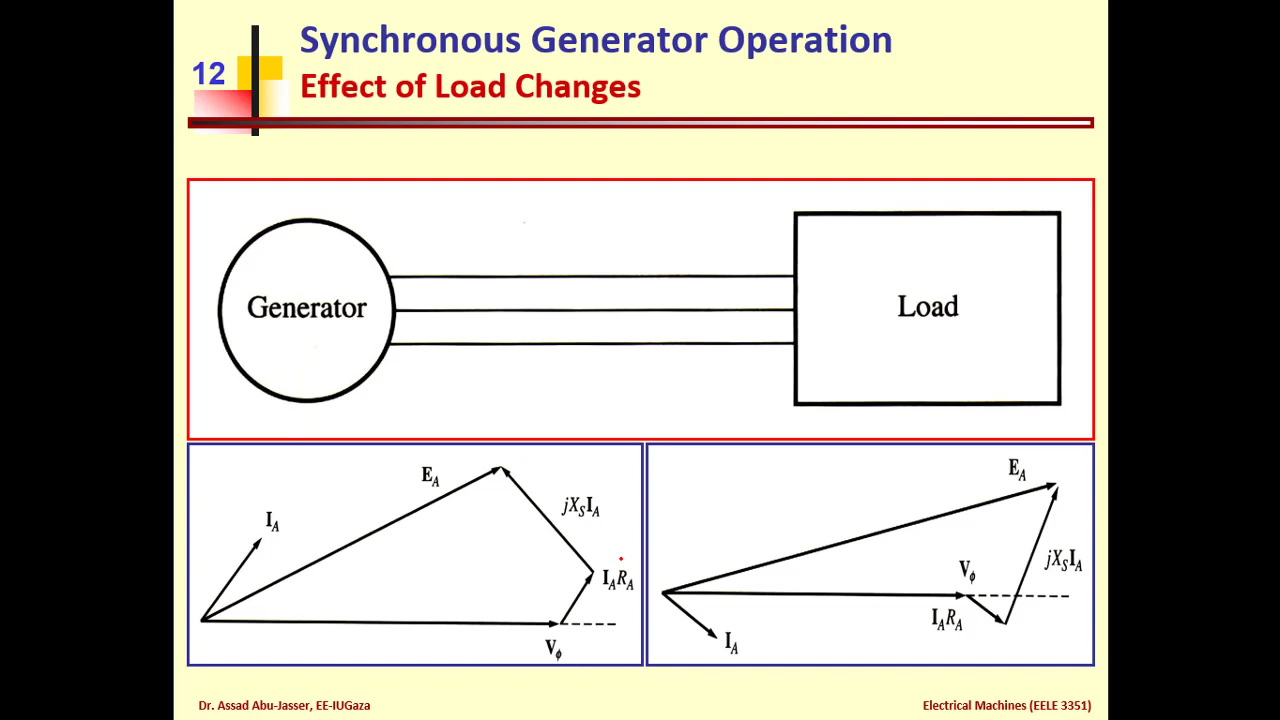 Synchronous Generator Operation
12
Effect of Load Changes
Generator
Load
E_A
I_A
jX_S I_A
I_A R_A
V_ϕ
E_A
V_ϕ
jX_S I_A
I_A R_A
I_A
Dr. Assad Abu-Jasser, EE-IUGaza
Electrical Machines (EELE 3351)